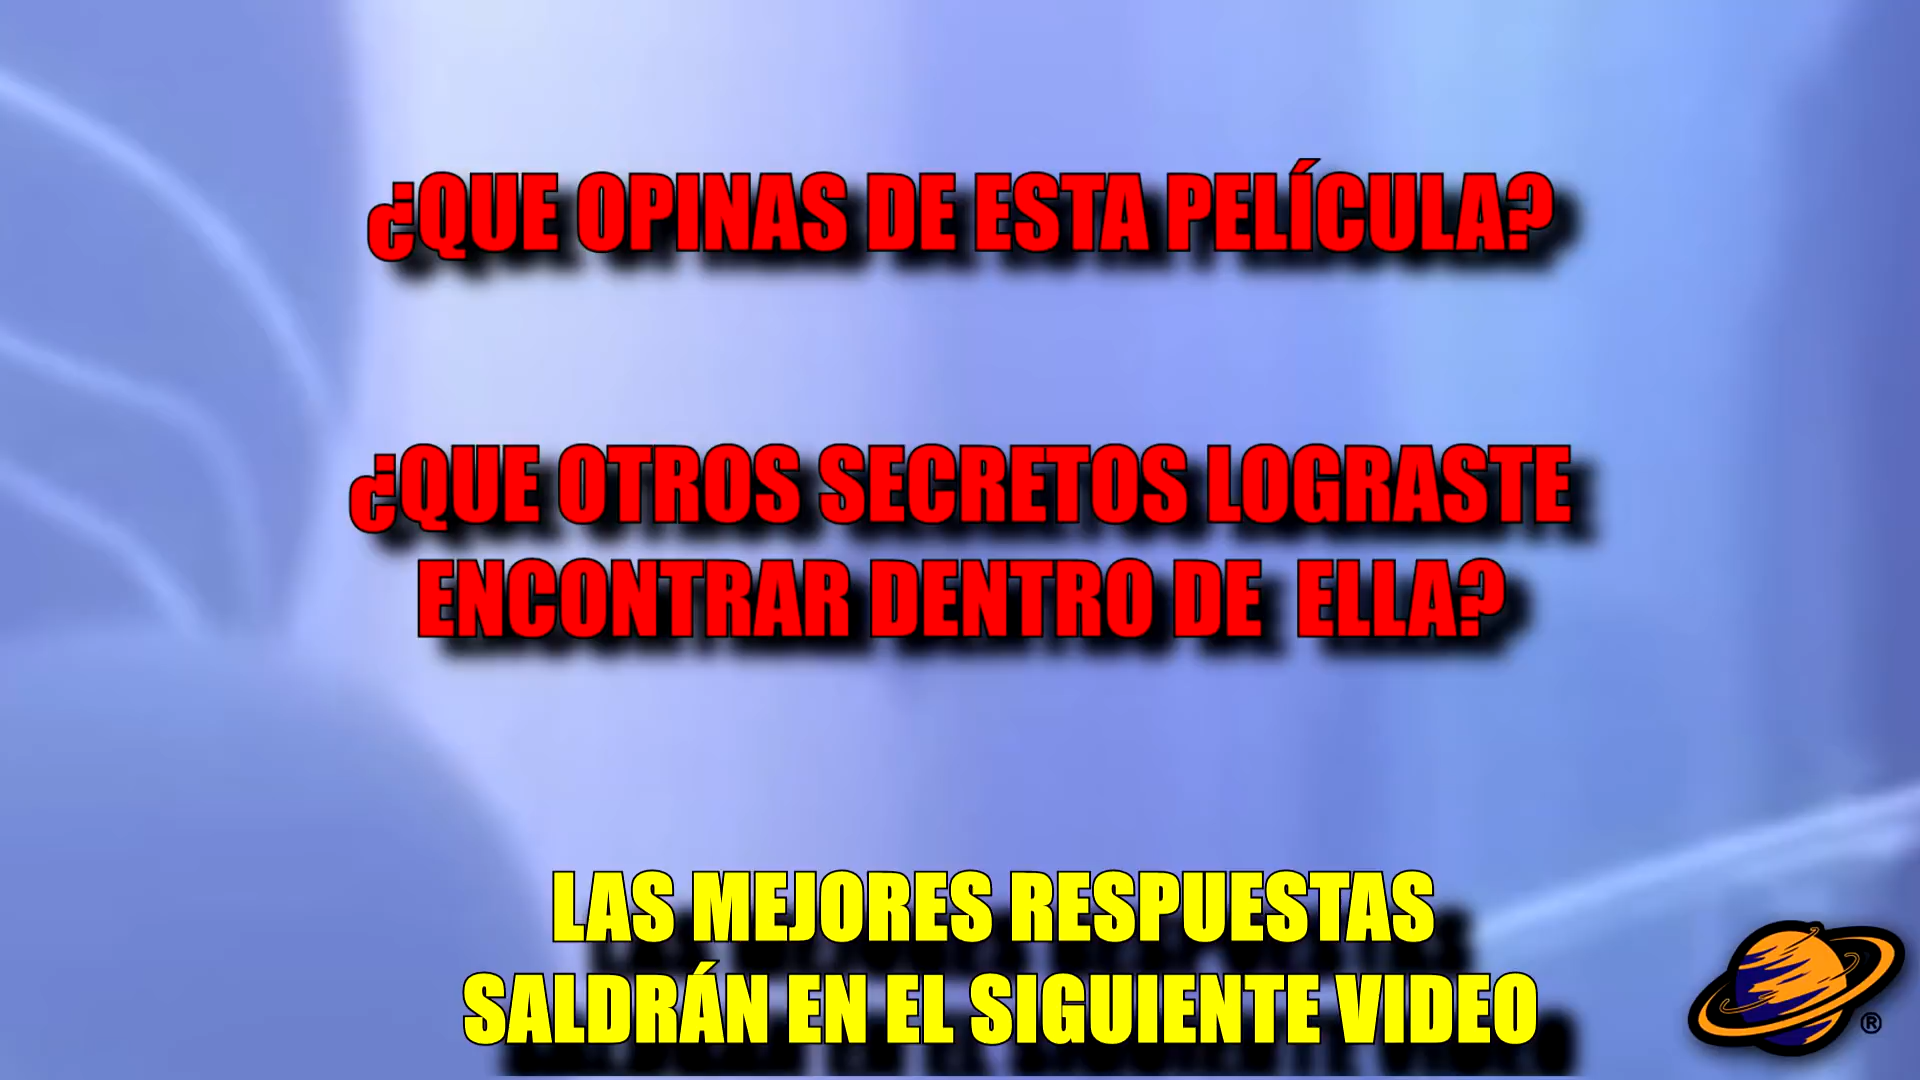 ¿QUE OPINAS DE ESTA PELÍCULA?
¿QUE OTROS SECRETOS LOGRASTE
ENCONTRAR DENTRO DE ELLA?
LAS MEJORES RESPUESTAS
SALDRÁN EN EL SIGUIENTE VIDEO
®